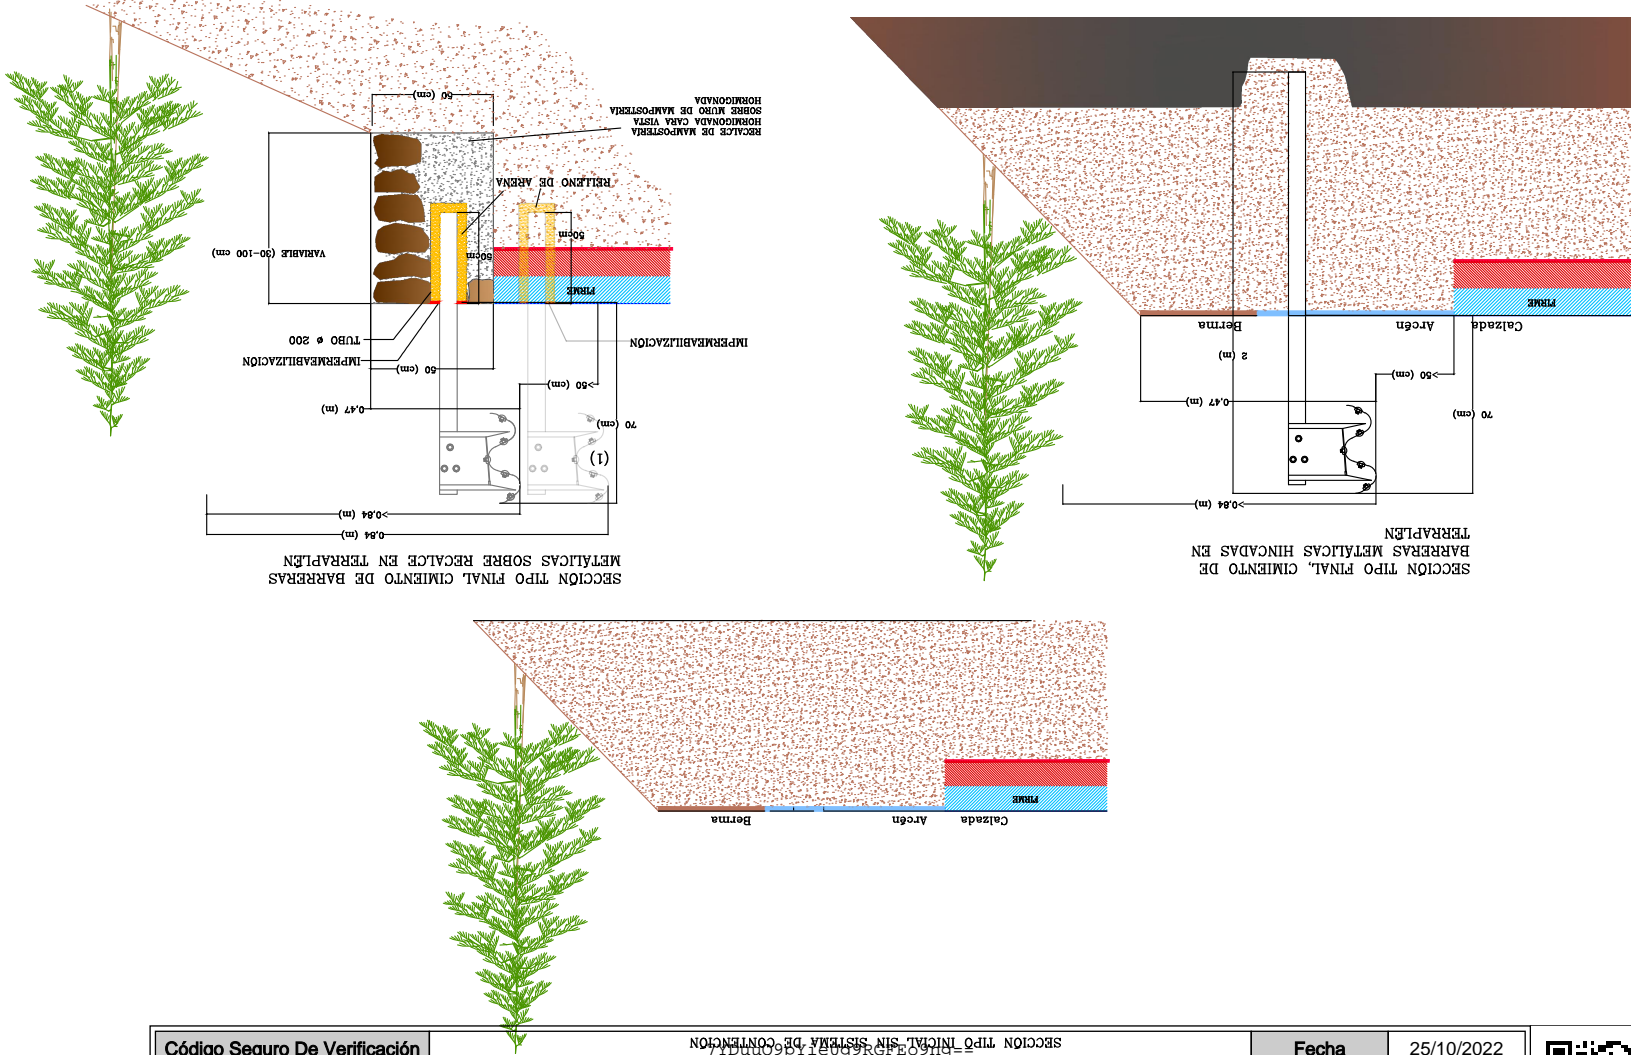 SECCIÓN TIPO INICIAL SIN SISTEMA DE CONTENCIÓN
Calzada
Arcén
Berma
FIRME
SECCIÓN TIPO FINAL, CIMIENTO DE
BARRERAS METÁLICAS HINCADAS EN
TERRAPLÉN
>0,84 (m)
70 (cm)
>50 (cm)
0,47 (m)
2 (m)
Calzada
Arcén
Berma
FIRME
SECCIÓN TIPO FINAL CIMIENTO DE BARRERAS
METÁLICAS SOBRE RECALCE EN TERRAPLÉN
0,84 (m)
>0,84 (m)
(1)
70 (cm)
0,47 (m)
>50 (cm)
50 (cm)
IMPERMEABILIZACIÓN
IMPERMEABILIZACIÓN
TUBO ø 200
FIRME
50cm
50cm
VARIABLE (30-100 cm)
RELLENO DE ARENA
RECALCE DE MAMPOSTERÍA
HORMIGONADA CARA VISTA
SOBRE MURO DE MAMPOSTERÍA
HORMIGONADA
50 (cm)
Código Seguro De Verificación
Fecha
25/10/2022